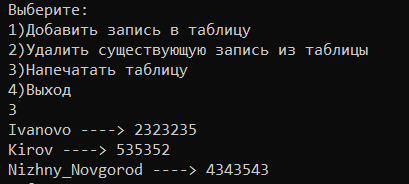 Выберите:
1)Добавить запись в таблицу
2)Удалить существующую запись из таблицы
3)Напечатать таблицу
4)Выход
3
Ivanovo ----> 2323235
Kirov ----> 535352
Nizhny_Novgorod ----> 4343543